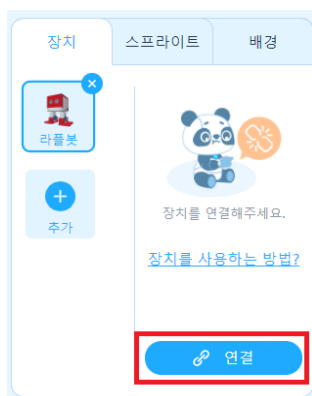 장치
스프라이트
배경
라플봇
추가
장치를 연결해주세요.
장치를 사용하는 방법?
연결